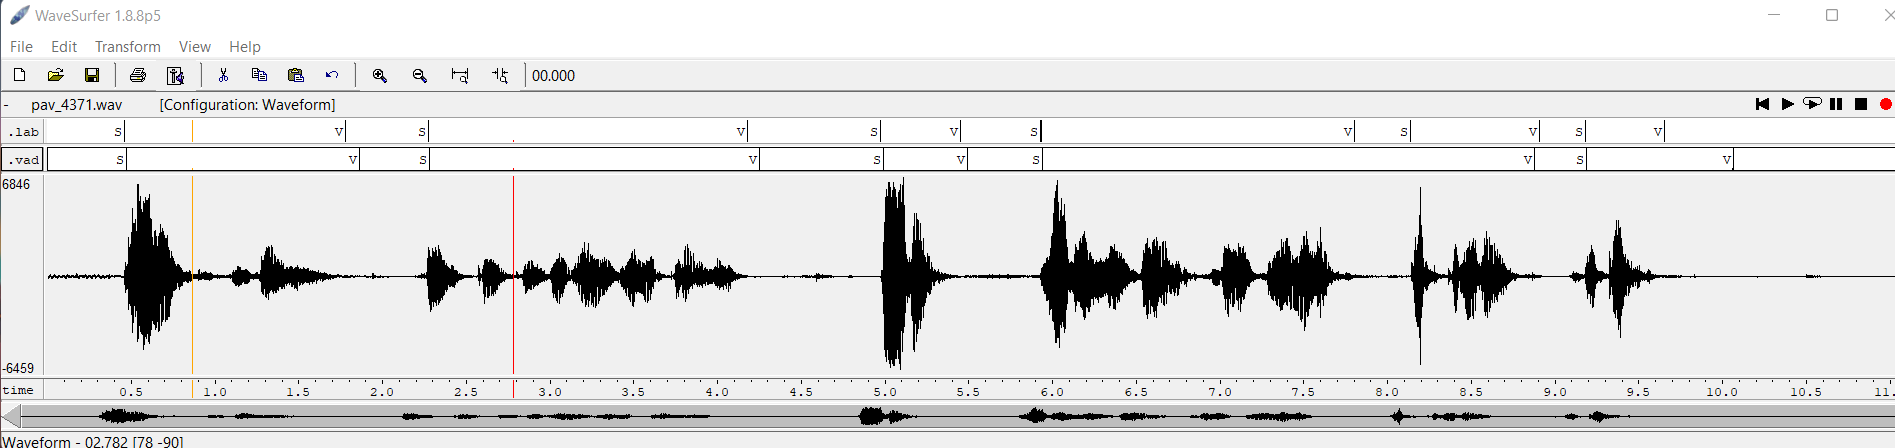 WaveSurfer 1.8.8p5
File Edit Transform View Help
00.000
- pav_4371.wav [Configuration: Waveform]
.lab S V S V S V S V S V S V
.vad S V S V S V S V S V
6846
-6459
time 0.5 1.0 1.5 2.0 2.5 3.0 3.5 4.0 4.5 5.0 5.5 6.0 6.5 7.0 7.5 8.0 8.5 9.0 9.5 10.0 10.5 11.
Waveform - 02.782 [78 -90]